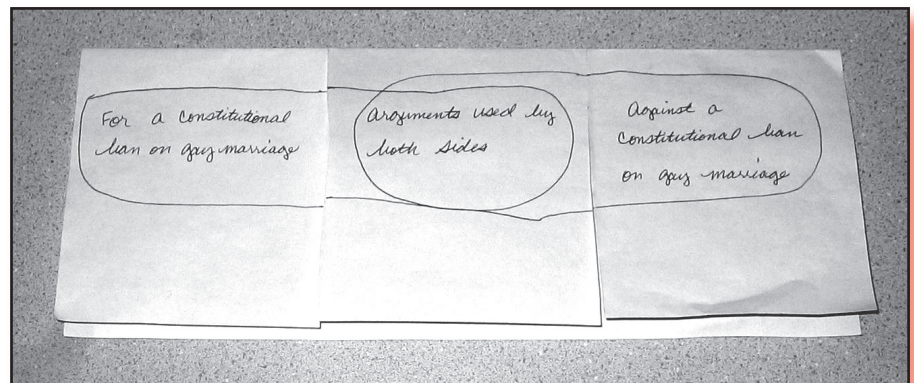 For a constitutional
ban on gay marriage
arguments used by
both sides
Against a
constitutional ban
on gay marriage